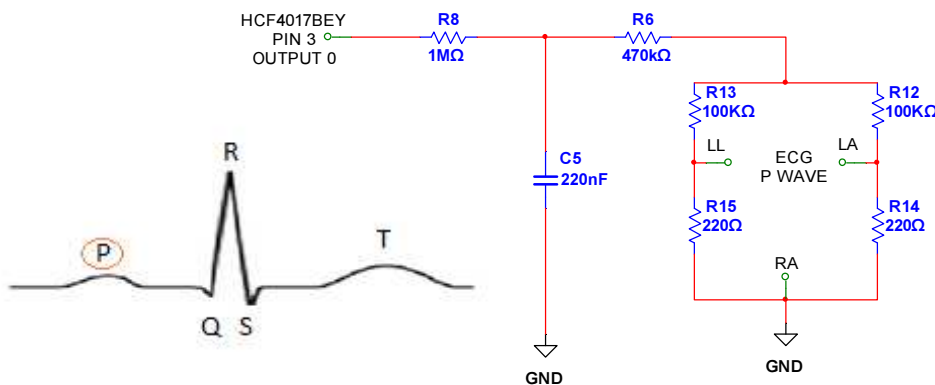 HCF4017BEY
PIN 3
OUTPUT 0
R8
1MΩ
R6
470kΩ
R13
100KΩ
R12
100KΩ
LL
ECG
P WAVE
LA
C5
220nF
R15
220Ω
R14
220Ω
RA
GND
GND
P
Q
R
S
T